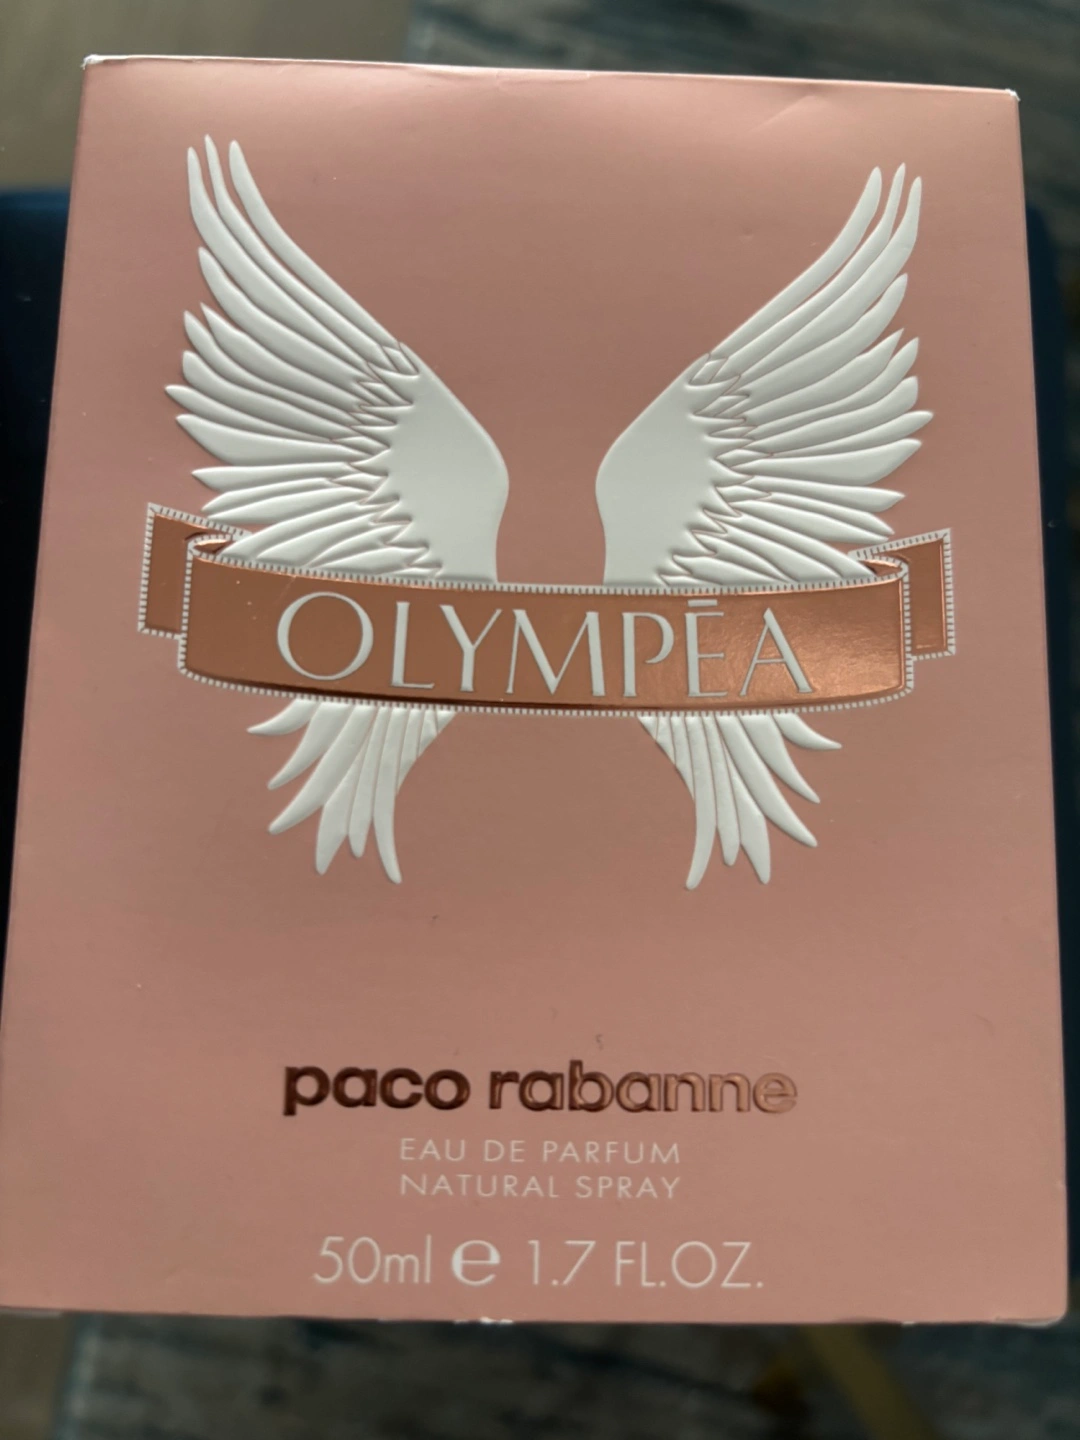 OLYMPĒA
paco rabanne
EAU DE PARFUM
NATURAL SPRAY
50ml e 1.7 FL.OZ.